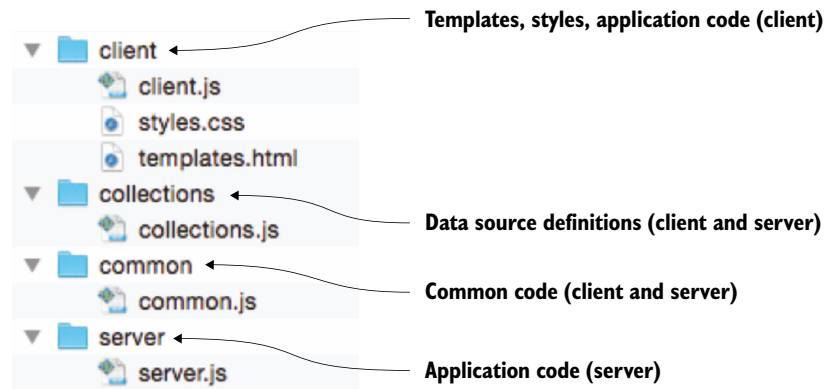 Templates, styles, application code (client)
client
client.js
styles.css
templates.html
collections
Data source definitions (client and server)
collections.js
common
Common code (client and server)
common.js
server
Application code (server)
server.js